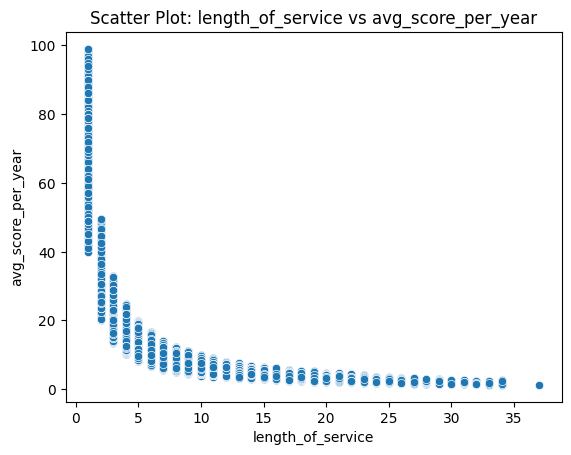 Scatter Plot: length_of_service vs avg_score_per_year
100
80
60
40
20
0
avg_score_per_year
0 5 10 15 20 25 30 35
length_of_service